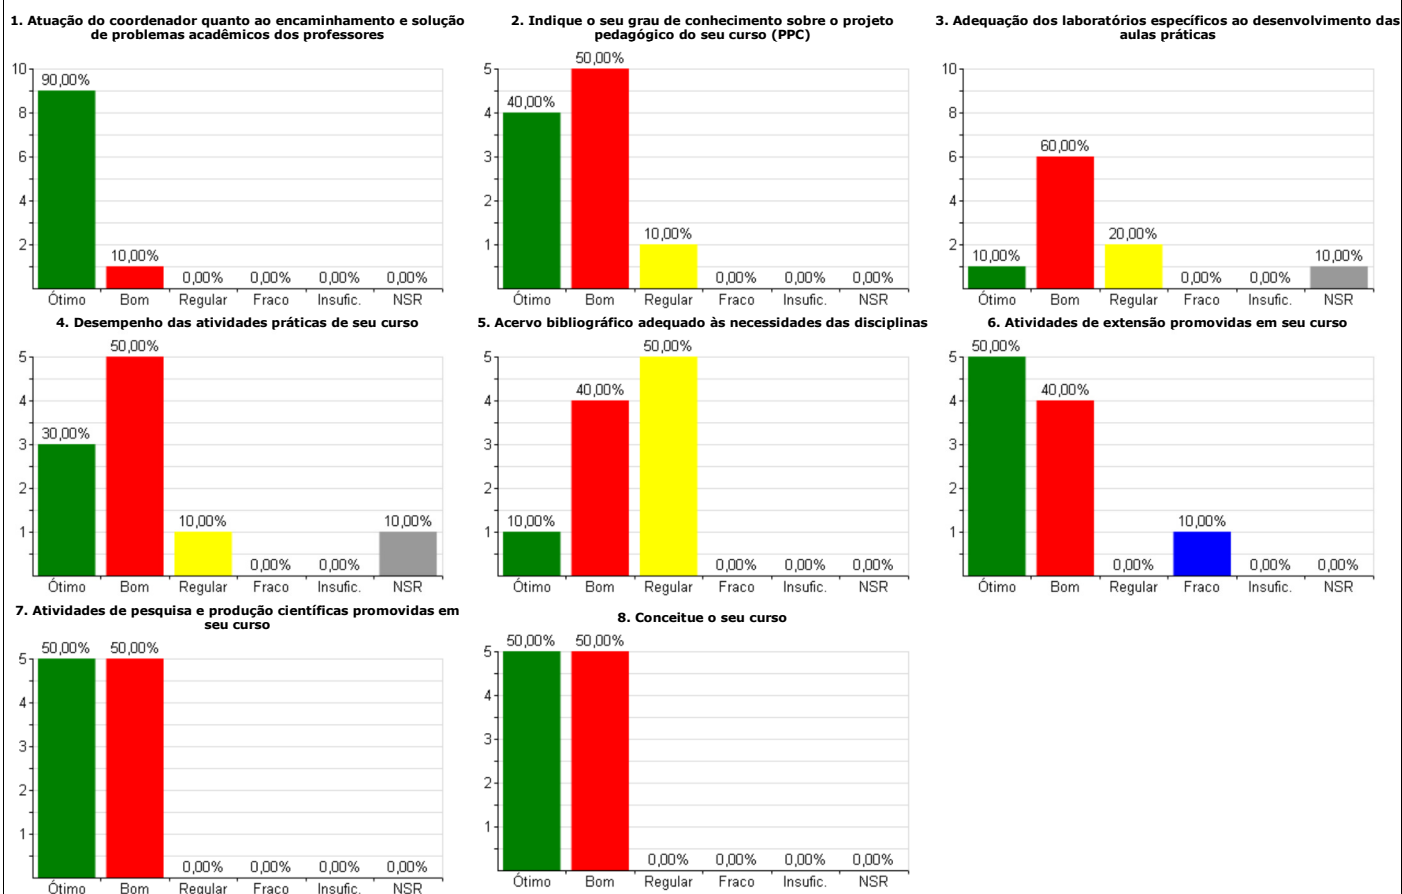 1. Atuação do coordenador quanto ao encaminhamento e solução
de problemas acadêmicos dos professores
10
8
6
4
2
90,00%
10,00%
0,00%
0,00%
0,00%
0,00%
Ótimo
Bom
Regular
Fraco
Insufic.
NSR
2. Indique o seu grau de conhecimento sobre o projeto
pedagógico do seu curso (PPC)
5
4
3
2
1
40,00%
50,00%
10,00%
0,00%
0,00%
0,00%
Ótimo
Bom
Regular
Fraco
Insufic.
NSR
3. Adequação dos laboratórios específicos ao desenvolvimento das
aulas práticas
10
8
6
4
2
10,00%
60,00%
20,00%
0,00%
0,00%
10,00%
Ótimo
Bom
Regular
Fraco
Insufic.
NSR
4. Desempenho das atividades práticas de seu curso
5
4
3
2
1
30,00%
50,00%
10,00%
0,00%
0,00%
10,00%
Ótimo
Bom
Regular
Fraco
Insufic.
NSR
5. Acervo bibliográfico adequado às necessidades das disciplinas
5
4
3
2
1
10,00%
40,00%
50,00%
0,00%
0,00%
0,00%
Ótimo
Bom
Regular
Fraco
Insufic.
NSR
6. Atividades de extensão promovidas em seu curso
5
4
3
2
1
50,00%
40,00%
0,00%
10,00%
0,00%
0,00%
Ótimo
Bom
Regular
Fraco
Insufic.
NSR
7. Atividades de pesquisa e produção científicas promovidas em
seu curso
5
4
3
2
1
50,00%
50,00%
0,00%
0,00%
0,00%
0,00%
Ótimo
Bom
Regular
Fraco
Insufic.
NSR
8. Conceitue o seu curso
5
4
3
2
1
50,00%
50,00%
0,00%
0,00%
0,00%
0,00%
Ótimo
Bom
Regular
Fraco
Insufic.
NSR